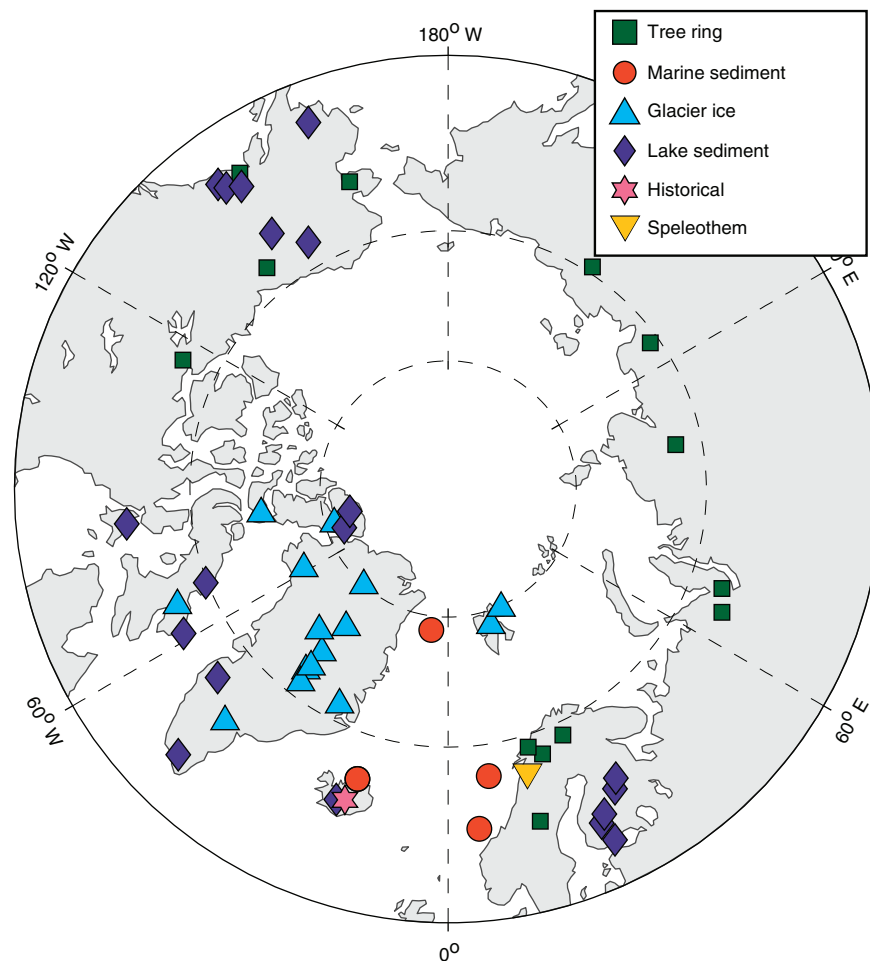 180° W
Tree ring
Marine sediment
Glacier ice
Lake sediment
Historical
Speleothem
120° W
° E
60° W
60° E
0°